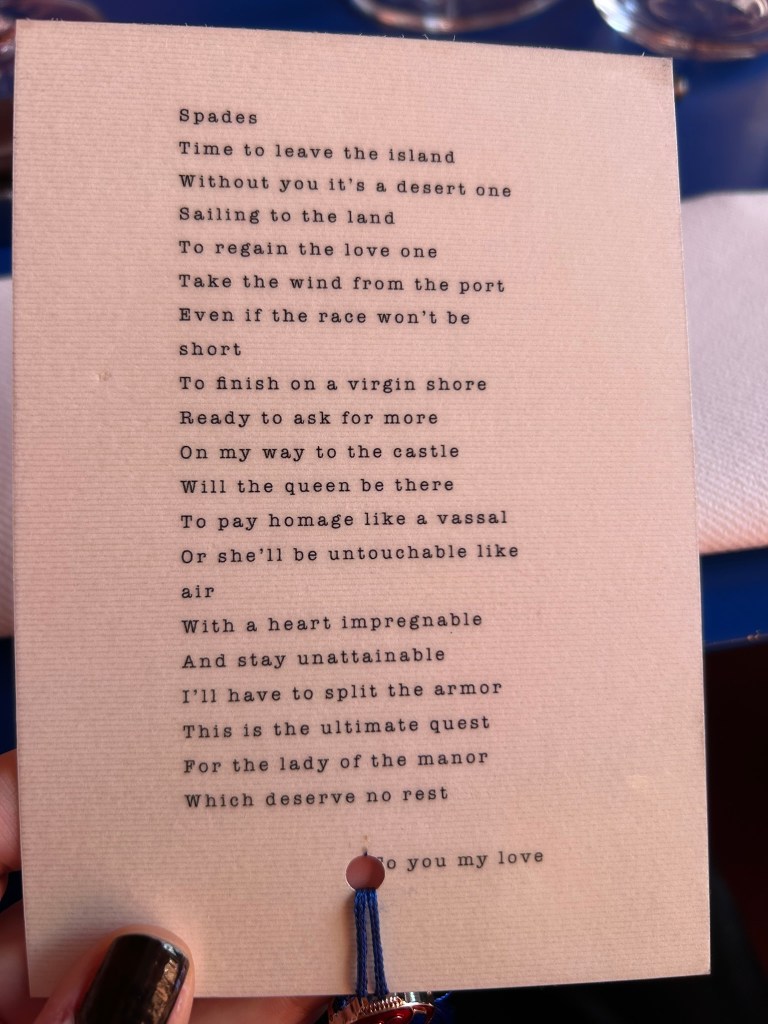 Spades
Time to leave the island
Without you it's a desert one
Sailing to the land
To regain the love one
Take the wind from the port
Even if the race won't be
short
To finish on a virgin shore
Ready to ask for more
On my way to the castle
Will the queen be there
To pay homage like a vassal
Or she'll be untouchable like
air
With a heart impregnable
And stay unattainable
I'll have to split the armor
This is the ultimate quest
For the lady of the manor
Which deserve no rest
To you my love